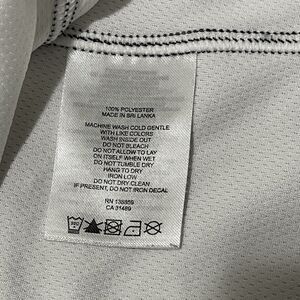 100% POLYESTER
MADE IN SRI LANKA
MACHINE WASH COLD GENTLE
WITH LIKE COLORS
WASH INSIDE OUT
DO NOT BLEACH
DO NOT ALLOW TO LAY
ON ITSELF WHEN WET
DO NOT TUMBLE DRY
HANG TO DRY
IRON LOW
DO NOT DRY CLEAN
IF PRESENT, DO NOT IRON DECAL
RN
CA 31489